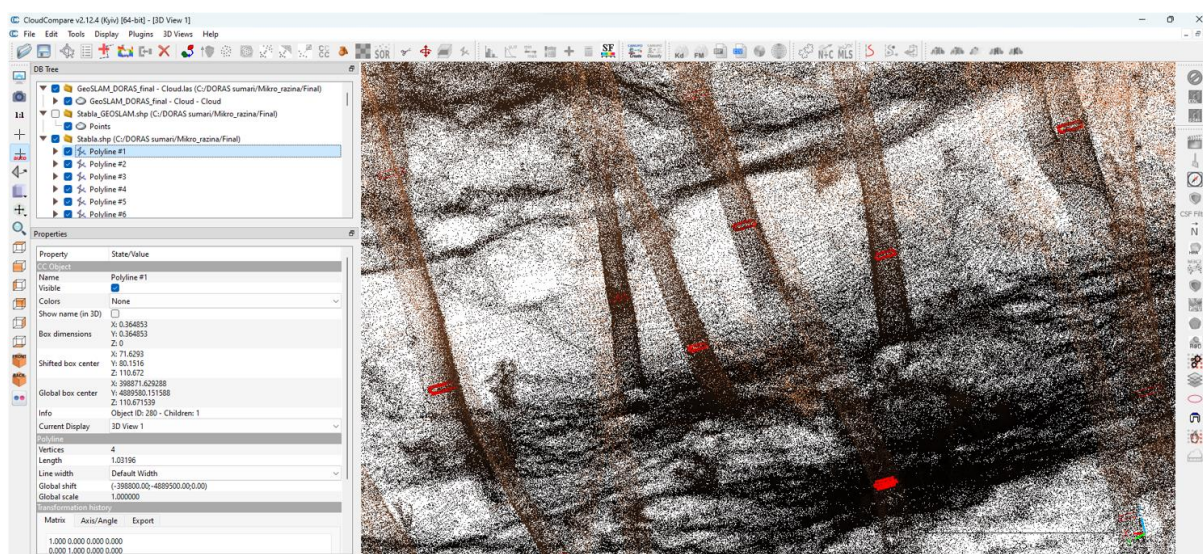 CloudCompare v2.12.4 (Kyiv) [64-bit] - [3D View 1]
File Edit Tools Display Plugins 3D Views Help
SOR SF Kd FM N+C MLS
DB Tree
GeoSLAM_DORAS_final - Cloud.las (C:/DORAS sumari/Mikro_razina/Final)
GeoSLAM_DORAS_final - Cloud - Cloud
Stabla_GEOSLAM.shp (C:/DORAS sumari/Mikro_razina/Final)
Points
Stabla.shp (C:/DORAS sumari/Mikro_razina/Final)
Polyline #1
Polyline #2
Polyline #3
Polyline #4
Polyline #5
Polyline #6
Properties
Property State/Value
CC Object
Name Polyline #1
Visible
Colors None
Show name (in 3D)
Box dimensions X: 0.364853
Y: 0.364853
Z: 0
Shifted box center X: 71.6293
Y: 80.1516
Z: 110.672
Global box center X: 398871.629288
Y: 4889580.151588
Z: 110.671539
Info Object ID: 280 - Children: 1
Current Display 3D View 1
Polyline
Vertices 4
Length 1.03196
Line width Default Width
Global shift (-398800.00;-4889500.00;0.00)
Global scale 1.000000
Transformation history
Matrix Axis/Angle Export
1.000 0.000 0.000 0.000
0.000 1.000 0.000 0.000
1:1
AUTO
FRONT
BACK
N